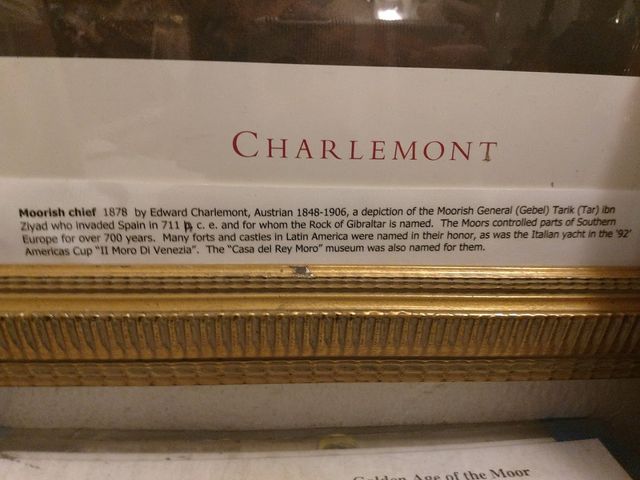 CHARLEMONT
Moorish chief 1878 by Edward Charlemont, Austrian 1848-1906, a depiction of the Moorish General (Gebel) Tarik (Tar) ibn
Ziyad who invaded Spain in 711 b, c. e. and for whom the Rock of Gibraltar is named. The Moors controlled parts of Southern
Europe for over 700 years. Many forts and castles in Latin America were named in their honor, as was the Italian yacht in the '92'
Americas Cup "Il Moro Di Venezia". The "Casa del Rey Moro" museum was also named for them.
Golden Age of the Moor